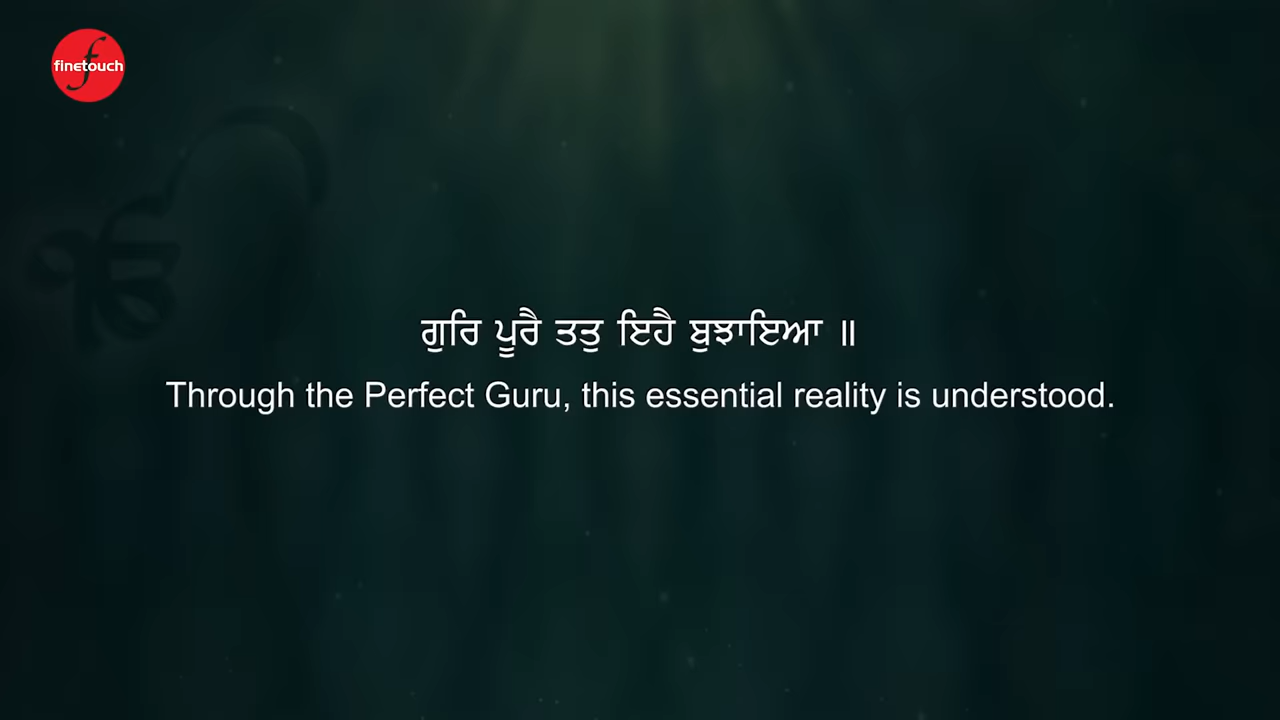 finetouch
ਗੁਰਿ ਪੂਰੈ ਤਤੁ ਇਹੈ ਬੁਝਾਇਆ ॥
Through the Perfect Guru, this essential reality is understood.